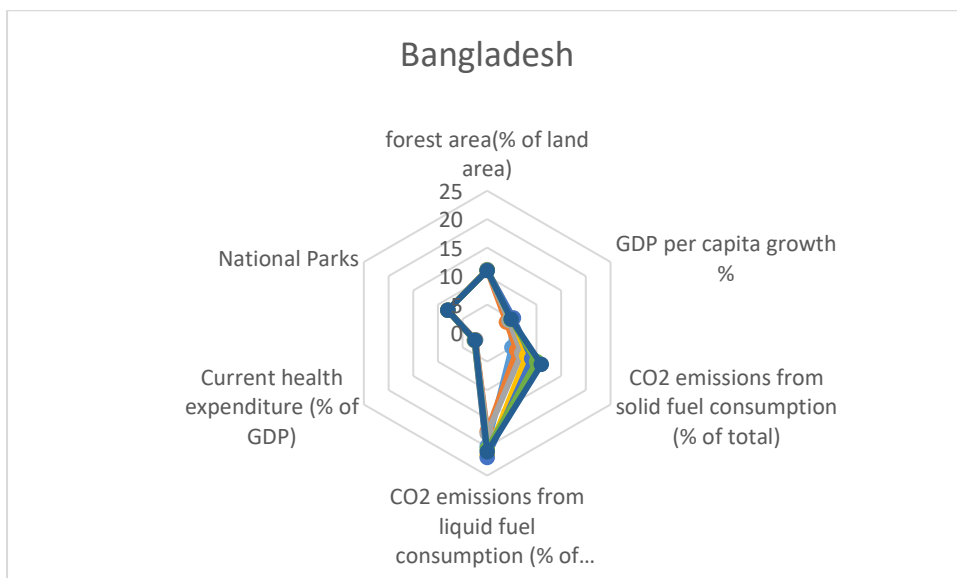 Bangladesh
forest area(% of land
area)
25
20
15
10
5
0
GDP per capita growth
%
CO2 emissions from
solid fuel consumption
(% of total)
CO2 emissions from
liquid fuel
consumption (% of...
Current health
expenditure (% of
GDP)
National Parks